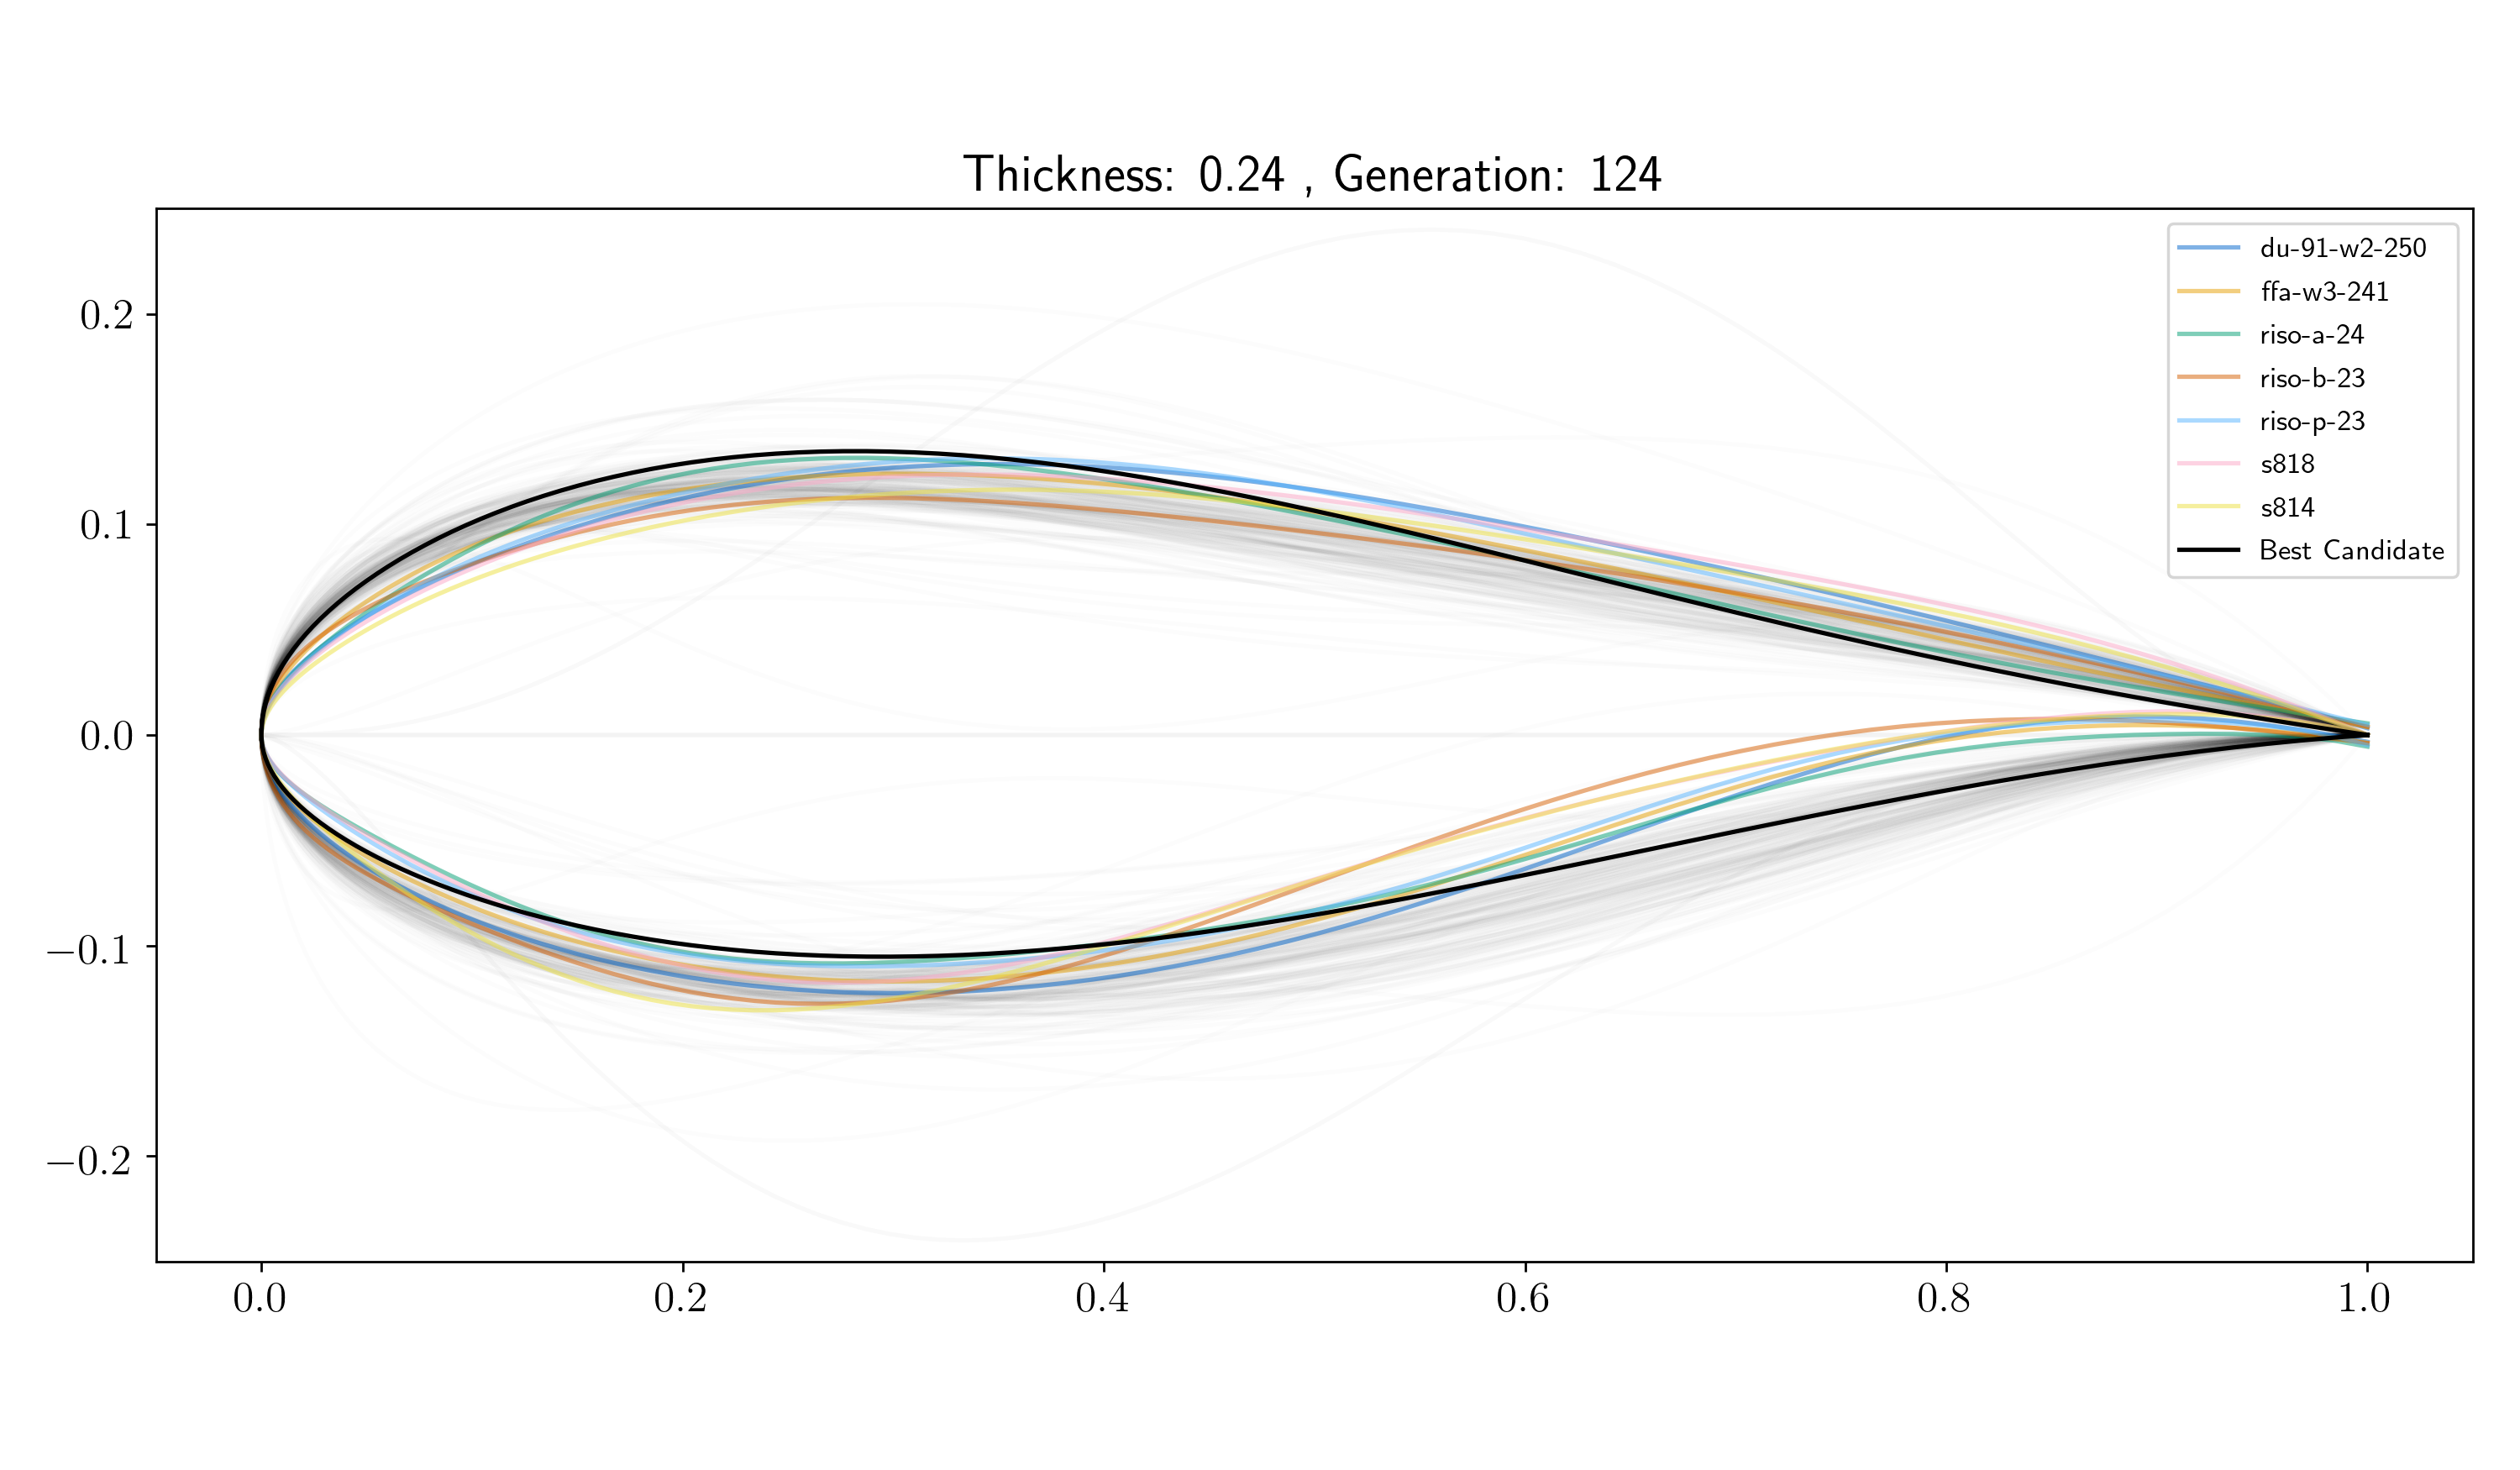 Thickness: 0.24 , Generation: 124
du-91-w2-250
ffa-w3-241
riso-a-24
riso-b-23
riso-p-23
s818
s814
Best Candidate
0.2
0.1
0.0
−0.1
−0.2
0.0 0.2 0.4 0.6 0.8 1.0